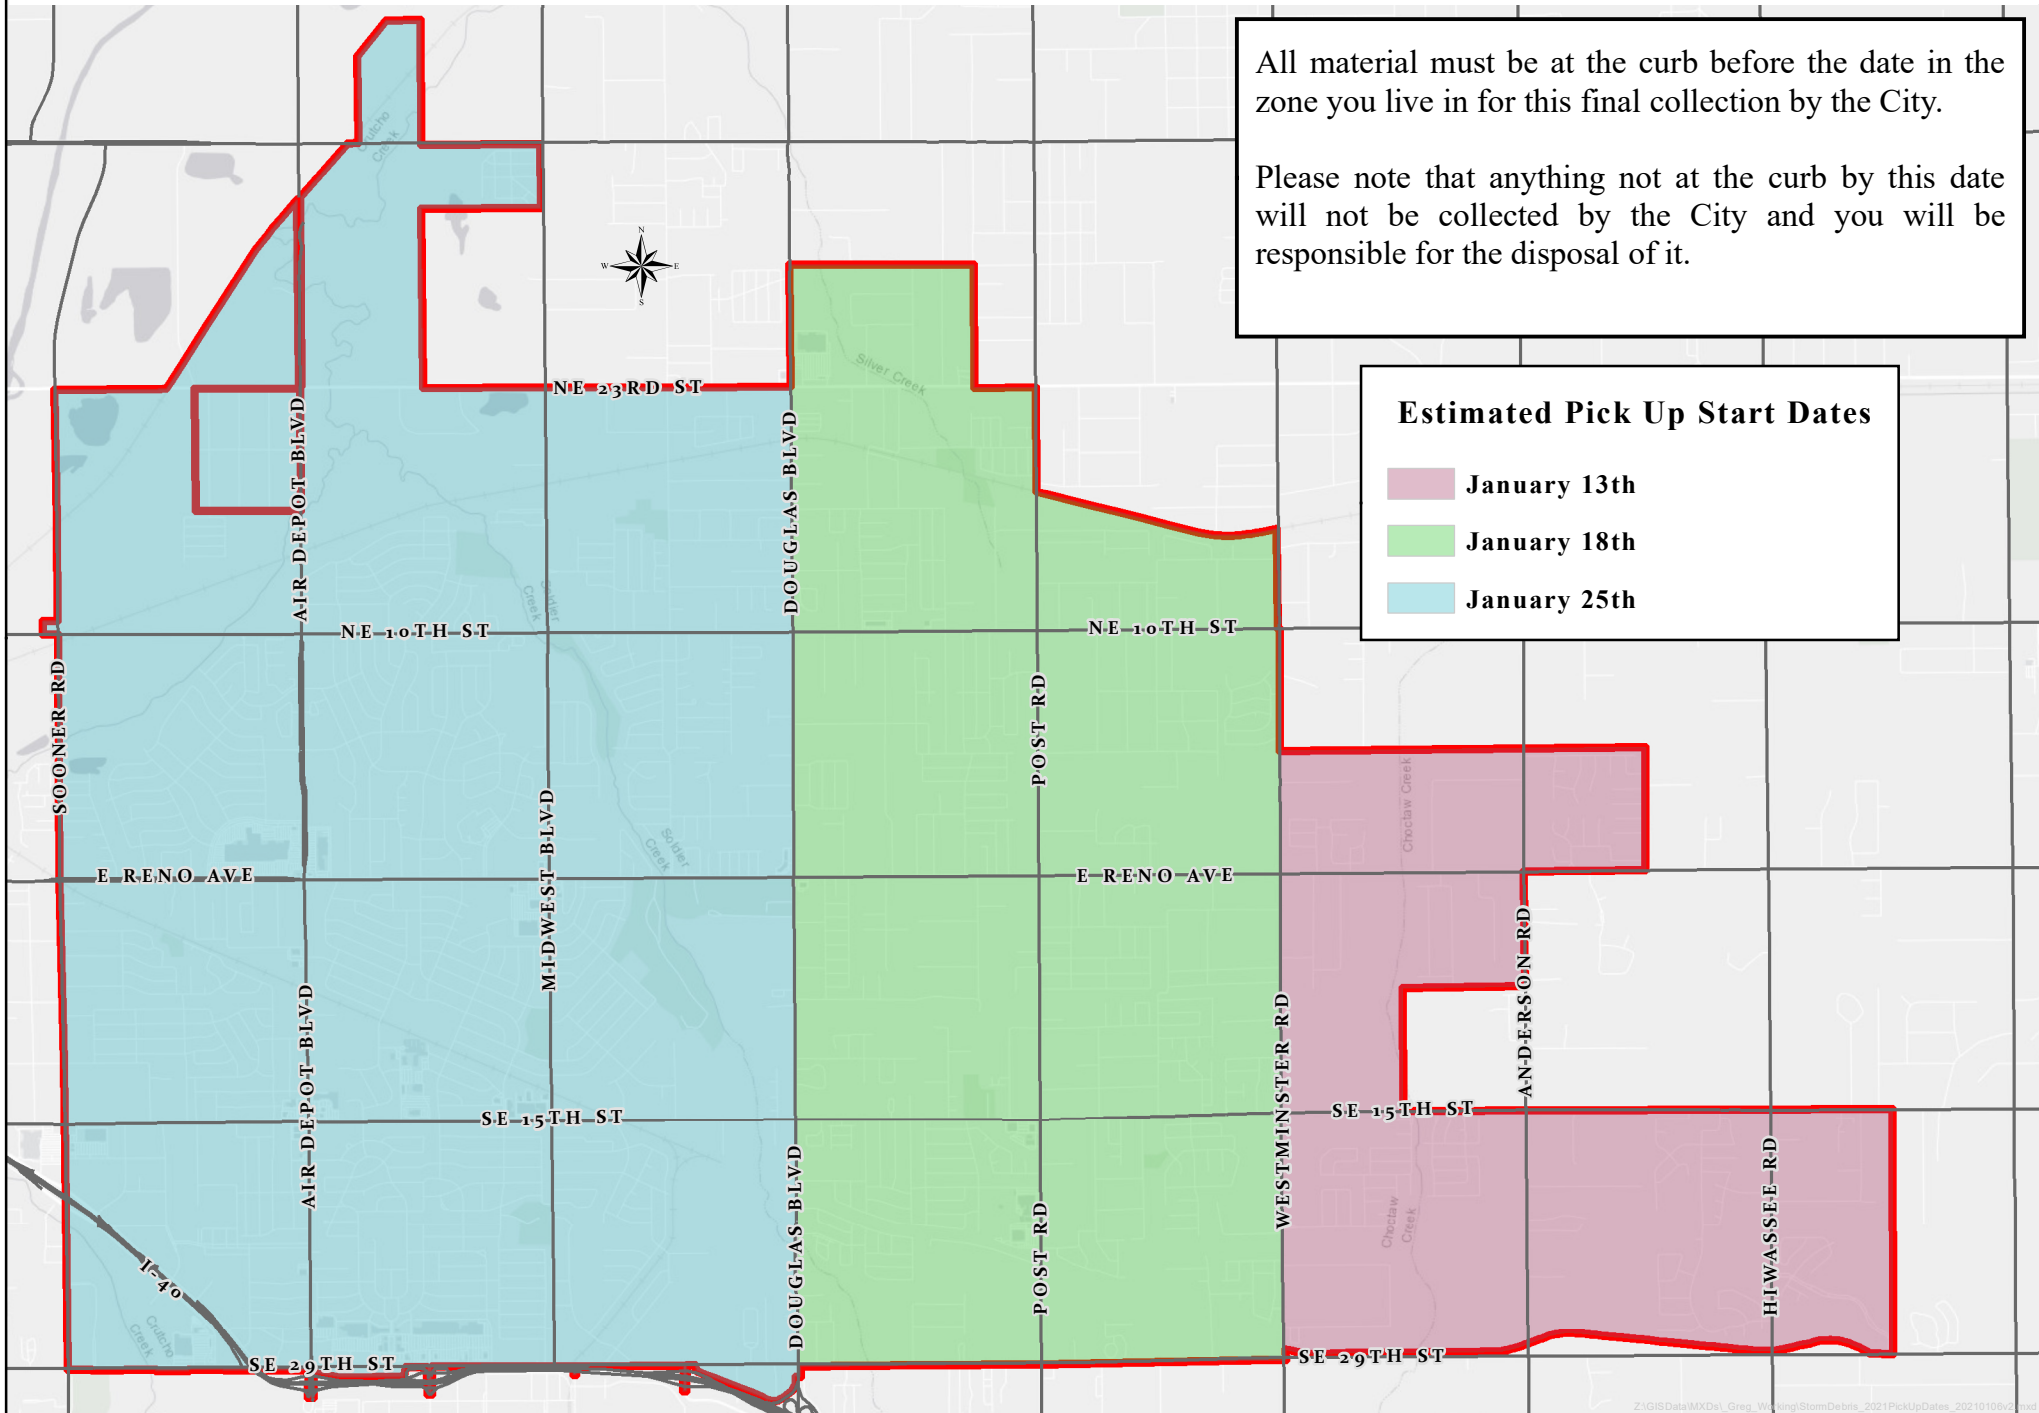 All material must be at the curb before the date in the
zone you live in for this final collection by the City.
Please note that anything not at the curb by this date
will not be collected by the City and you will be
responsible for the disposal of it.
Estimated Pick Up Start Dates
January 13th
January 18th
January 25th
Crutcho
Creek
N
W
E
S
Silver Creek
NE 23RD ST
AIR DEPOT BLVD
DOUGLAS BLVD
Soldier
Creek
NE 10TH ST
NE 10TH ST
SOONER RD
POST RD
MIDWEST BLVD
Choctaw Creek
Soldier
Creek
E RENO AVE
E RENO AVE
ANDERSON RD
AIR DEPOT BLVD
WESTMINSTER RD
SE 15TH ST
SE 15TH ST
DOUGLAS BLVD
POST RD
Choctaw
Creek
HIWASSEE RD
I-40
Crutcho
Creek
SE 29TH ST
SE 29TH ST
Z:\GISData\MXDs\_Greg_Working\StormDebris_2021PickUpDates_20210106v2.mxd